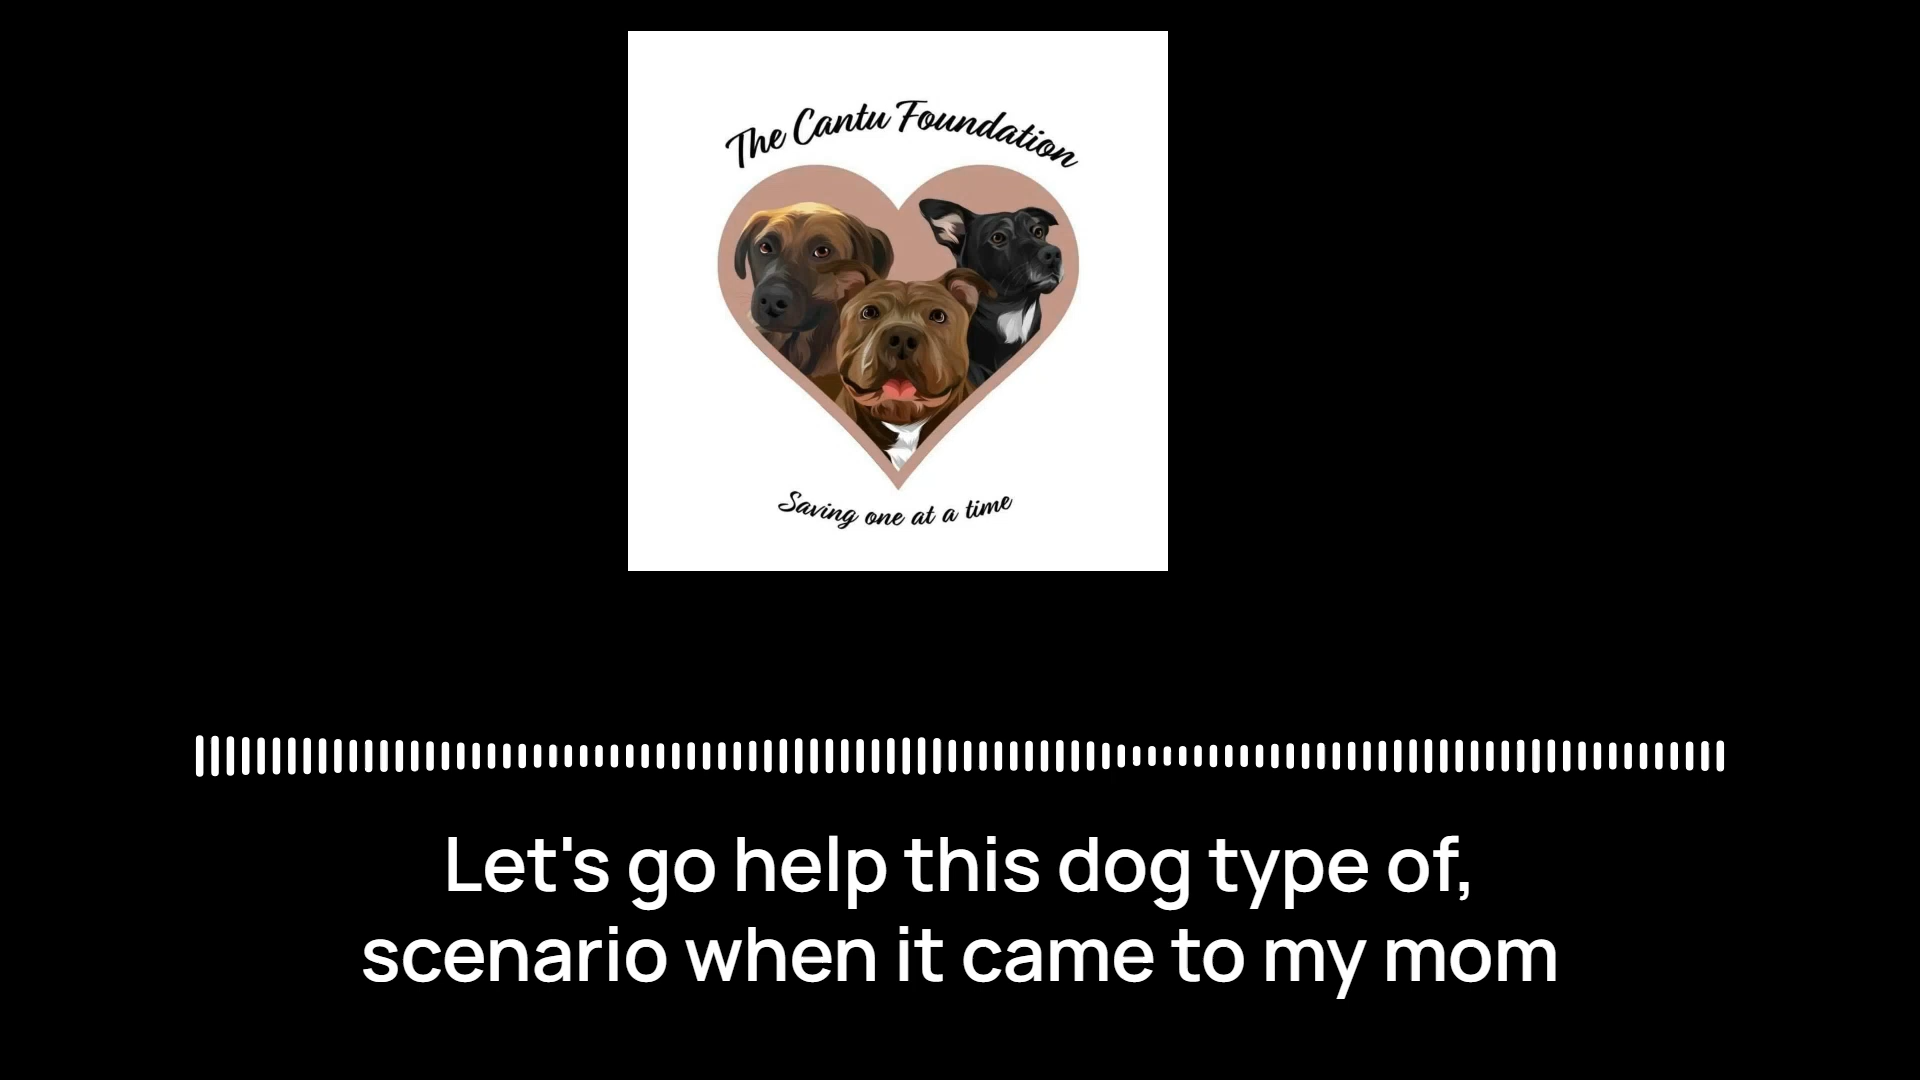 The Cantu Foundation
Saving one at a time
Let's go help this dog type of,
scenario when it came to my mom